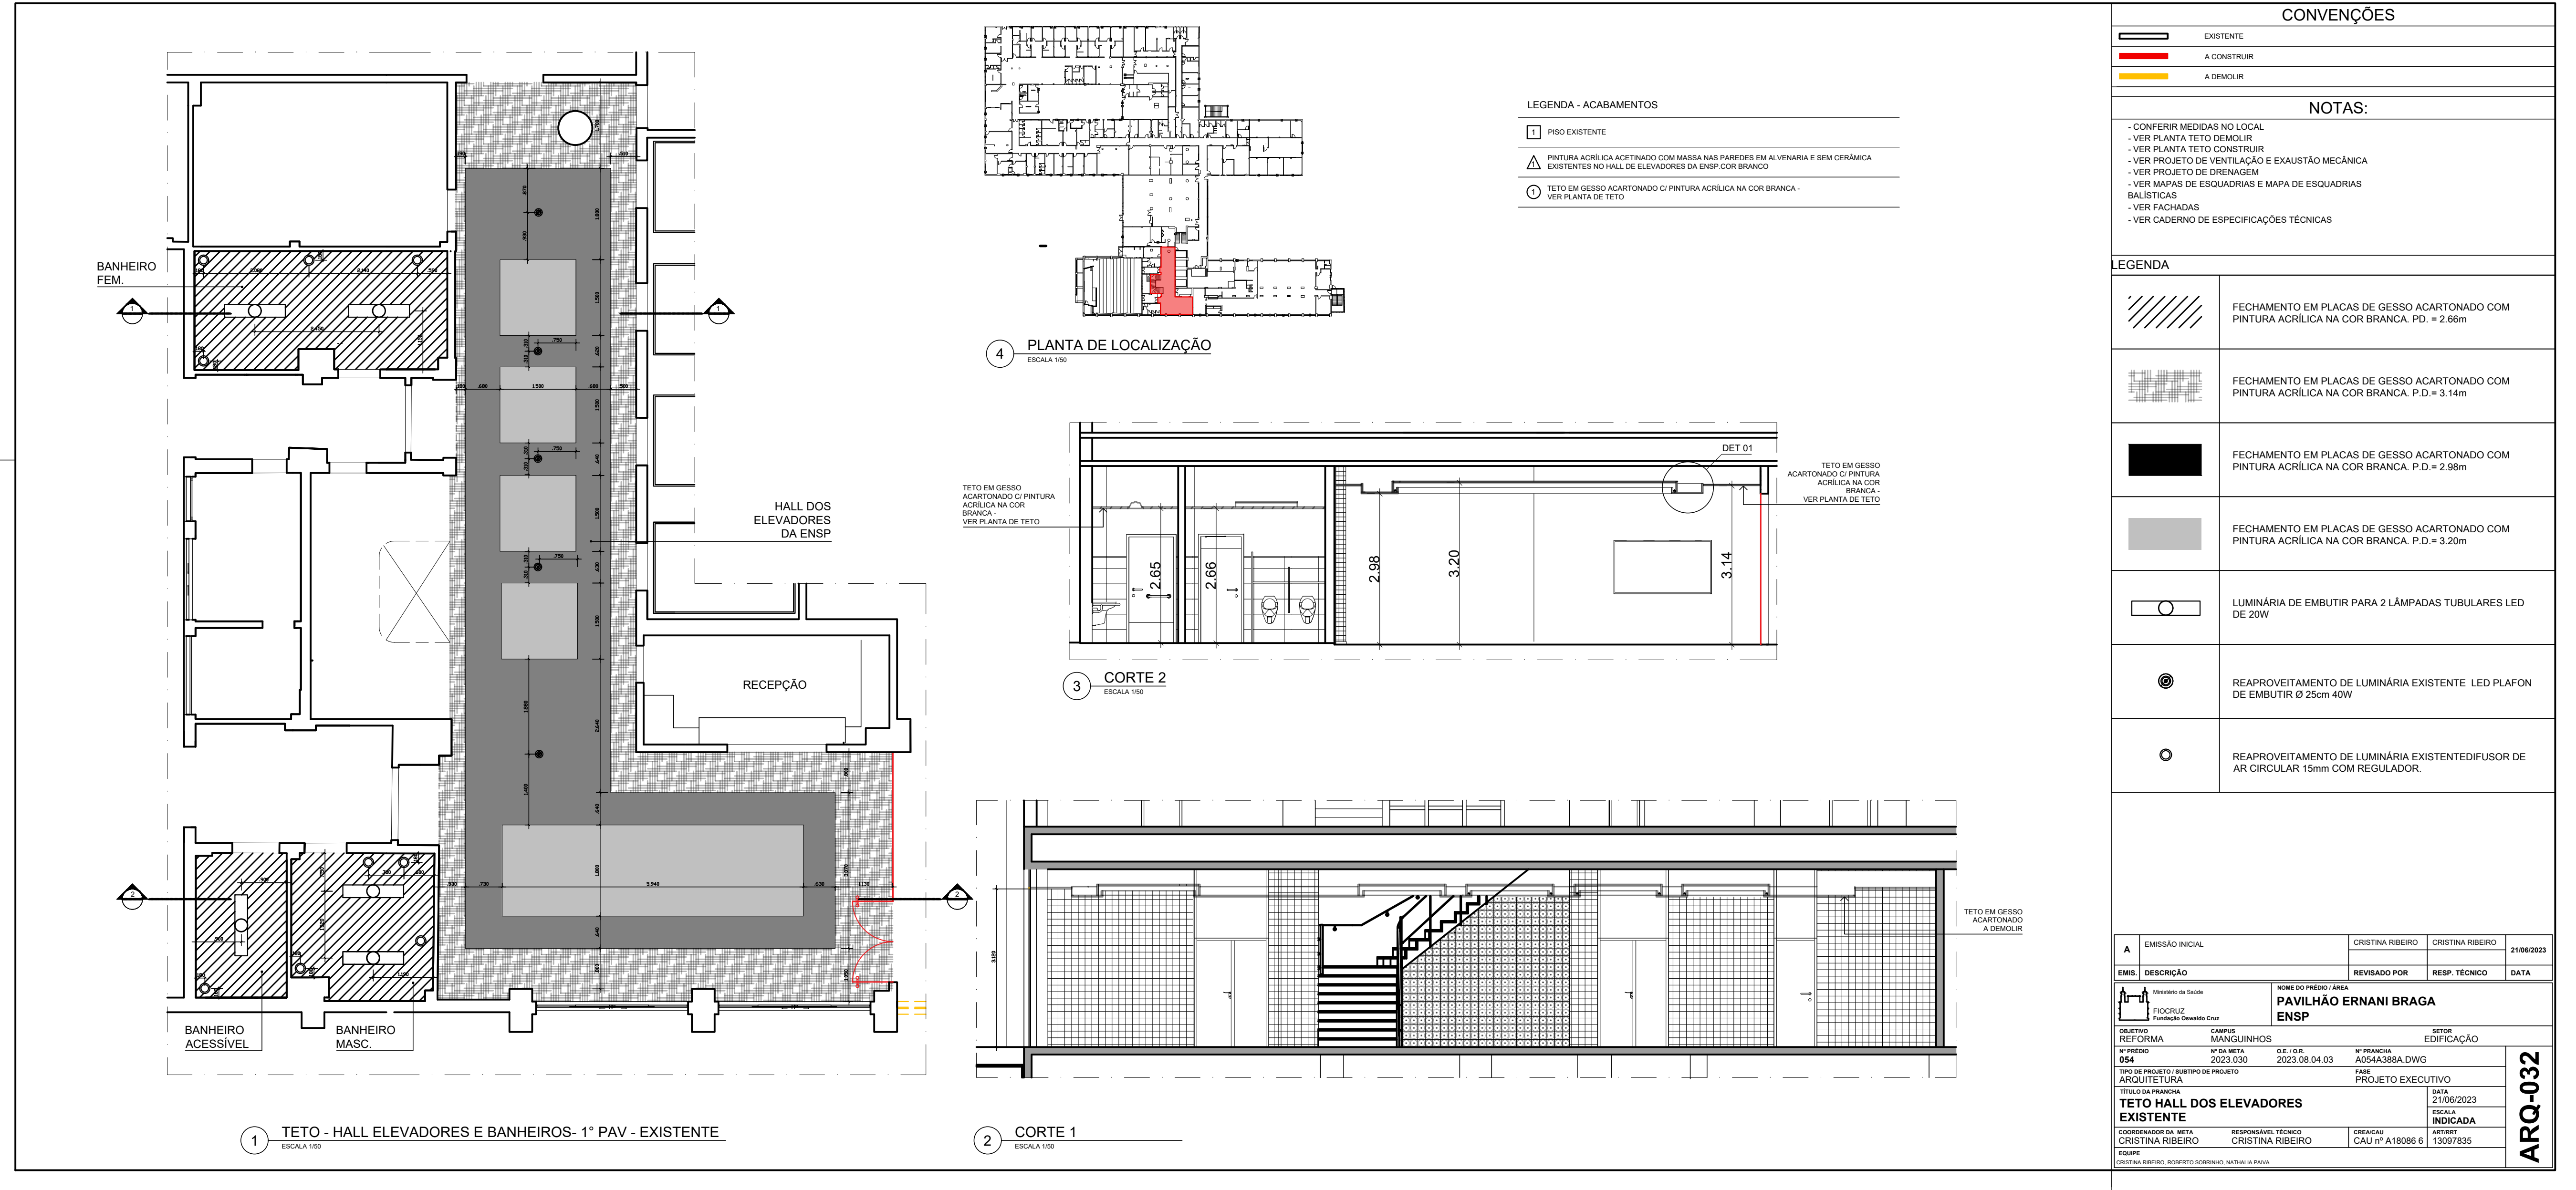 BANHEIRO
FEM.
1
1
HALL DOS
ELEVADORES
DA ENSP
RECEPÇÃO
2
2
BANHEIRO
ACESSÍVEL
BANHEIRO
MASC.
1
TETO - HALL ELEVADORES E BANHEIROS- 1° PAV - EXISTENTE
ESCALA 1/50
4
PLANTA DE LOCALIZAÇÃO
ESCALA 1/50
LEGENDA - ACABAMENTOS
1 PISO EXISTENTE
1 PINTURA ACRÍLICA ACETINADO COM MASSA NAS PAREDES EM ALVENARIA E SEM CERÂMICA
EXISTENTES NO HALL DE ELEVADORES DA ENSP.COR BRANCO
1 TETO EM GESSO ACARTONADO C/ PINTURA ACRÍLICA NA COR BRANCA -
VER PLANTA DE TETO
TETO EM GESSO
ACARTONADO C/ PINTURA
ACRÍLICA NA COR
BRANCA -
VER PLANTA DE TETO
2.65
2.66
2.98
3.20
3.14
DET 01
TETO EM GESSO
ACARTONADO C/ PINTURA
ACRÍLICA NA COR
BRANCA -
VER PLANTA DE TETO
3
CORTE 2
ESCALA 1/50
TETO EM GESSO
ACARTONADO
A DEMOLIR
2
CORTE 1
ESCALA 1/50
CONVENÇÕES
EXISTENTE
A CONSTRUIR
A DEMOLIR
NOTAS:
- CONFERIR MEDIDAS NO LOCAL
- VER PLANTA TETO DEMOLIR
- VER PLANTA TETO CONSTRUIR
- VER PROJETO DE VENTILAÇÃO E EXAUSTÃO MECÂNICA
- VER PROJETO DE DRENAGEM
- VER MAPAS DE ESQUADRIAS E MAPA DE ESQUADRIAS
BALÍSTICAS
- VER FACHADAS
- VER CADERNO DE ESPECIFICAÇÕES TÉCNICAS
LEGENDA
FECHAMENTO EM PLACAS DE GESSO ACARTONADO COM
PINTURA ACRÍLICA NA COR BRANCA. PD. = 2.66m
FECHAMENTO EM PLACAS DE GESSO ACARTONADO COM
PINTURA ACRÍLICA NA COR BRANCA. P.D.= 3.14m
FECHAMENTO EM PLACAS DE GESSO ACARTONADO COM
PINTURA ACRÍLICA NA COR BRANCA. P.D.= 2.98m
FECHAMENTO EM PLACAS DE GESSO ACARTONADO COM
PINTURA ACRÍLICA NA COR BRANCA. P.D.= 3.20m
LUMINÁRIA DE EMBUTIR PARA 2 LÂMPADAS TUBULARES LED
DE 20W
REAPROVEITAMENTO DE LUMINÁRIA EXISTENTE LED PLAFON
DE EMBUTIR Ø 25cm 40W
REAPROVEITAMENTO DE LUMINÁRIA EXISTENTEDIFUSOR DE
AR CIRCULAR 15mm COM REGULADOR.
A EMISSÃO INICIAL CRISTINA RIBEIRO CRISTINA RIBEIRO 21/06/2023
EMIS. DESCRIÇÃO REVISADO POR RESP. TÉCNICO DATA
Ministério da Saúde
FIOCRUZ
Fundação Oswaldo Cruz
NOME DO PRÉDIO / ÁREA
PAVILHÃO ERNANI BRAGA
ENSP
OBJETIVO CAMPUS SETOR
REFORMA MANGUINHOS EDIFICAÇÃO
Nº PRÉDIO Nº DA META O.E. / O.R. Nº PRANCHA
054 2023.030 2023.08.04.03 A054A388A.DWG
TIPO DE PROJETO / SUBTIPO DE PROJETO FASE
ARQUITETURA PROJETO EXECUTIVO
TÍTULO DA PRANCHA DATA
TETO HALL DOS ELEVADORES
EXISTENTE
21/06/2023
ESCALA
INDICADA
COORDENADOR DA META RESPONSÁVEL TÉCNICO CREA/CAU ART/RRT
CRISTINA RIBEIRO CRISTINA RIBEIRO CAU nº A18086 6 13097835
EQUIPE
CRISTINA RIBEIRO, ROBERTO SOBRINHO, NATHALIA PAIVA
ARQ-032